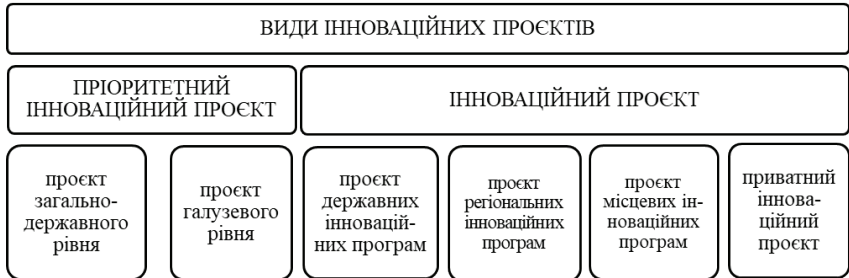 ВИДИ ІННОВАЦІЙНИХ ПРОЄКТІВ
ПРІОРИТЕТНИЙ
ІННОВАЦІЙНИЙ ПРОЄКТ
ІННОВАЦІЙНИЙ ПРОЄКТ
проєкт
загально-
державного
рівня
проєкт
галузевого
рівня
проєкт
державних
інновацій-
них програм
проєкт
регіональних
інноваційних
програм
проєкт
місцевих ін-
новаційних
програм
приватний
іннова-
ційний
проєкт